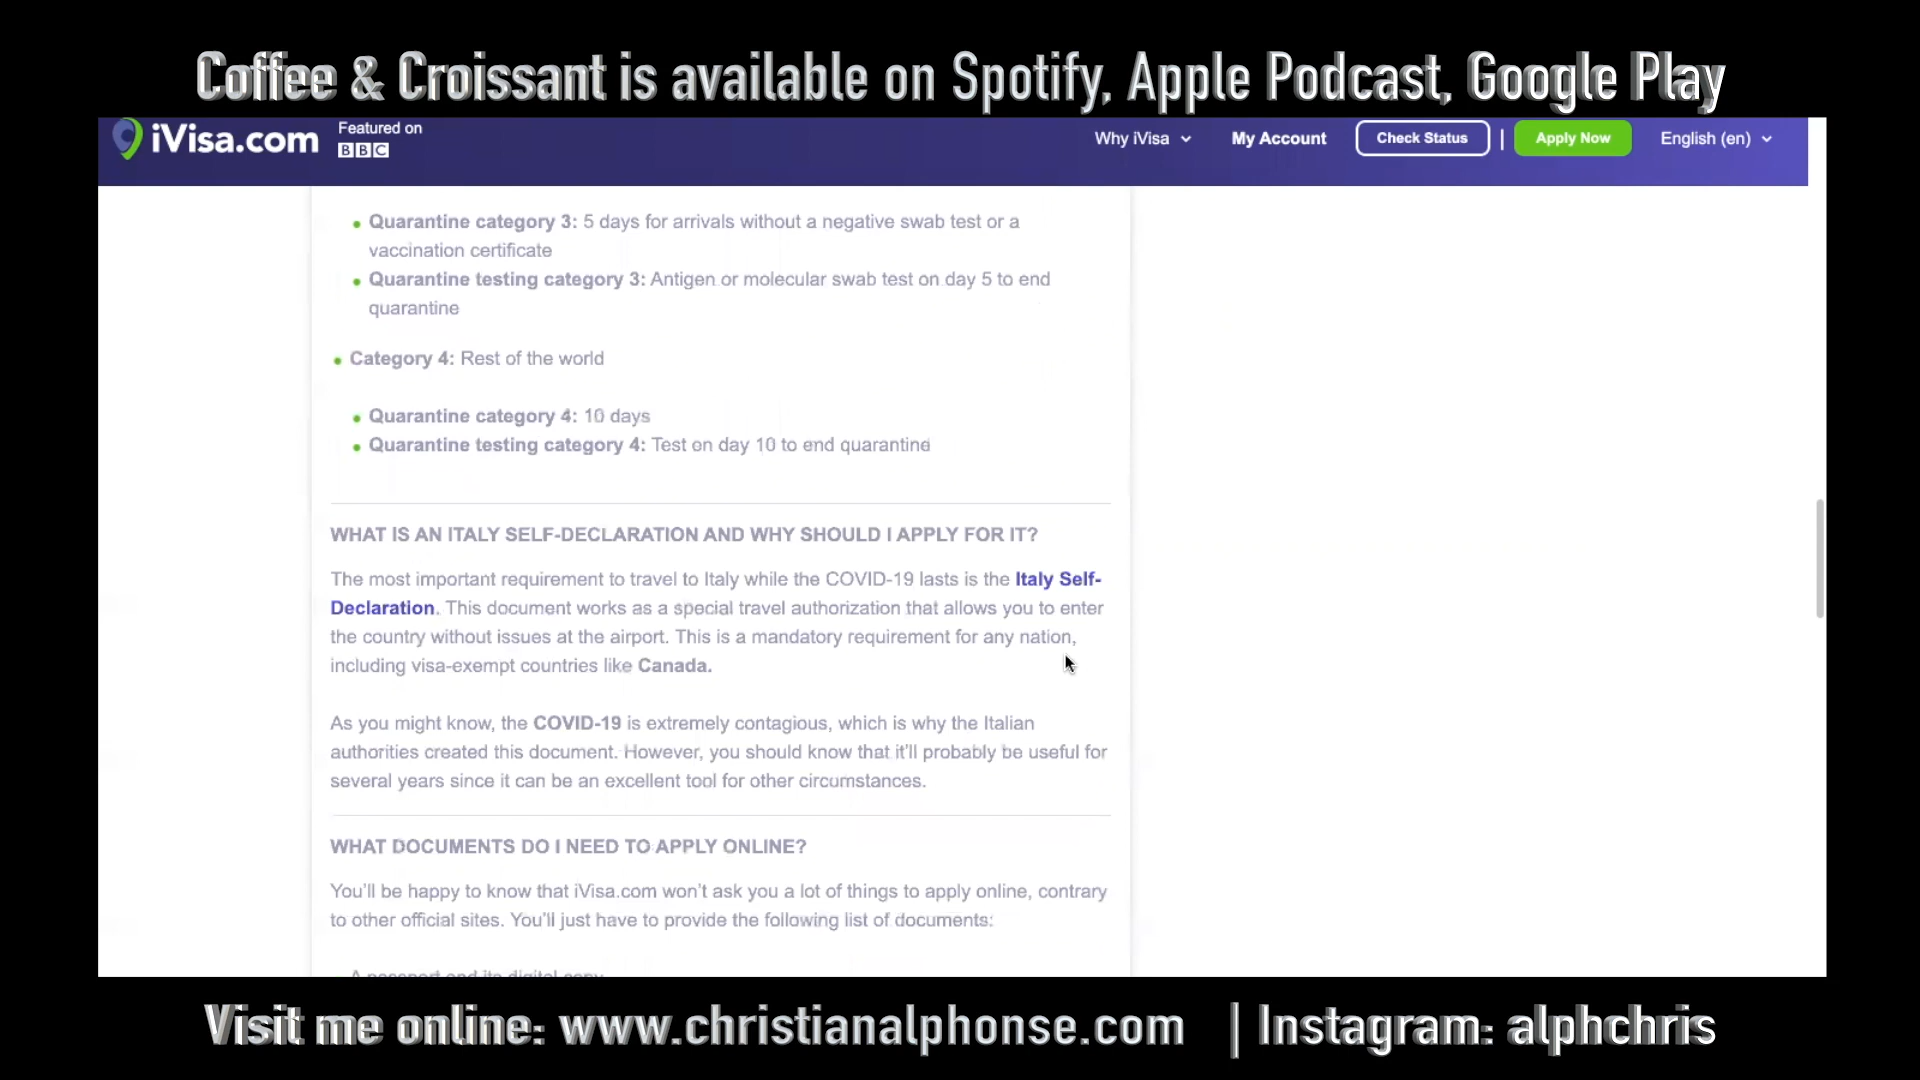 Coffee & Croissant is available on Spotify, Apple Podcast, Google Play
iVisa.com
Featured on
BBC
Why iVisa
My Account
Check Status
|
Apply Now
English (en)
Quarantine category 3: 5 days for arrivals without a negative swab test or a
vaccination certificate
Quarantine testing category 3: Antigen or molecular swab test on day 5 to end
quarantine
Category 4: Rest of the world
Quarantine category 4: 10 days
Quarantine testing category 4: Test on day 10 to end quarantine
WHAT IS AN ITALY SELF-DECLARATION AND WHY SHOULD I APPLY FOR IT?
The most important requirement to travel to Italy while the COVID-19 lasts is the Italy Self-
Declaration. This document works as a special travel authorization that allows you to enter
the country without issues at the airport. This is a mandatory requirement for any nation,
including visa-exempt countries like Canada.
As you might know, the COVID-19 is extremely contagious, which is why the Italian
authorities created this document. However, you should know that it'll probably be useful for
several years since it can be an excellent tool for other circumstances.
WHAT DOCUMENTS DO I NEED TO APPLY ONLINE?
You'll be happy to know that iVisa.com won't ask you a lot of things to apply online, contrary
to other official sites. You'll just have to provide the following list of documents:
A passport and its digital copy
Visit me online: www.christianalphonse.com | Instagram: alphchris